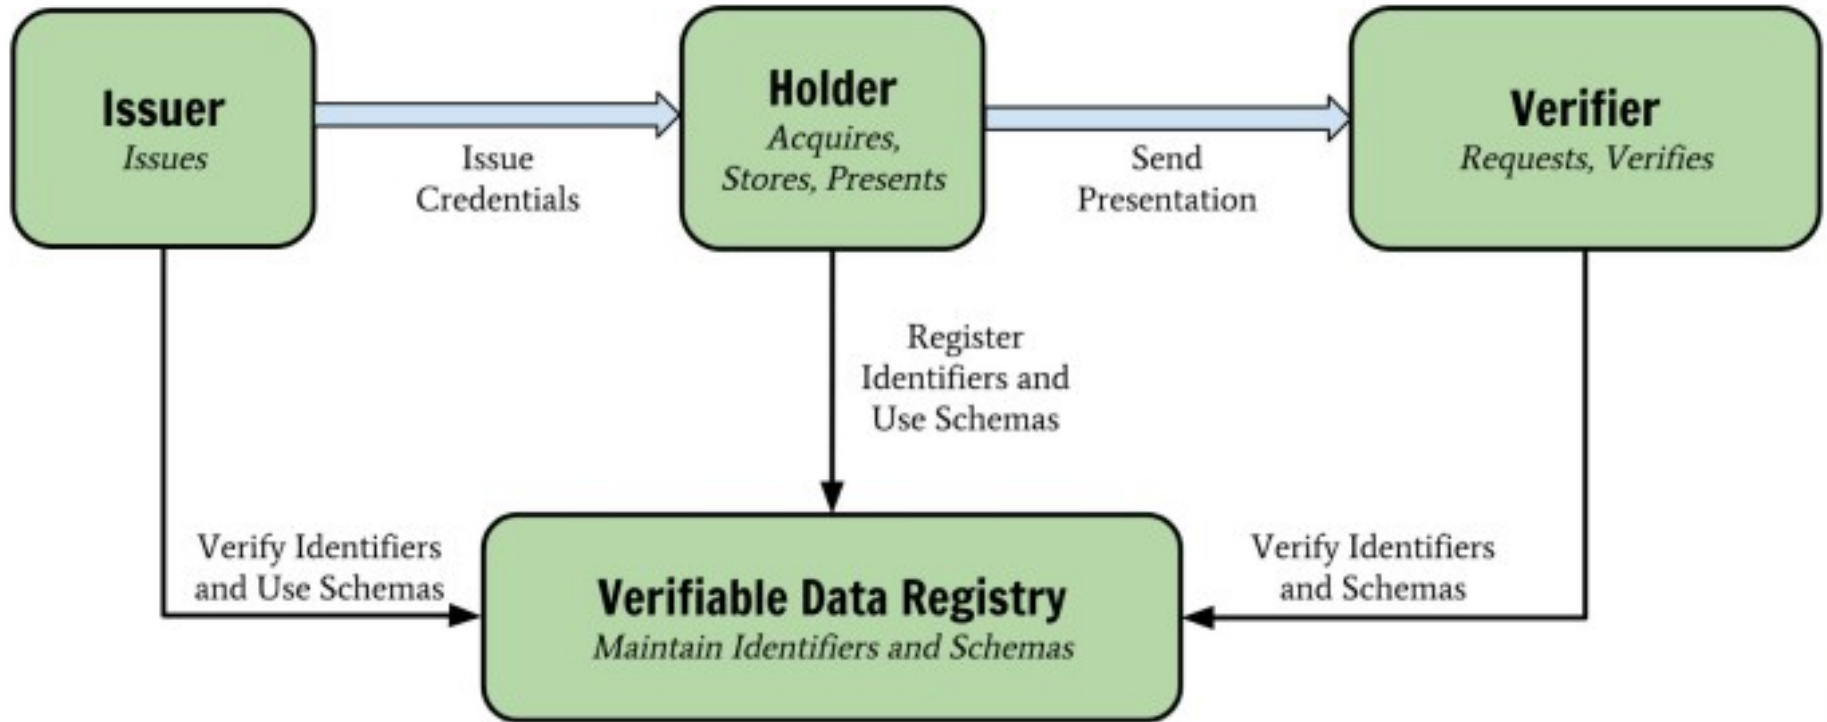 Issuer
Issues
Issue
Credentials
Holder
Acquires,
Stores, Presents
Send
Presentation
Verifier
Requests, Verifies
Register
Identifiers and
Use Schemas
Verify Identifiers
and Use Schemas
Verifiable Data Registry
Maintain Identifiers and Schemas
Verify Identifiers
and Schemas